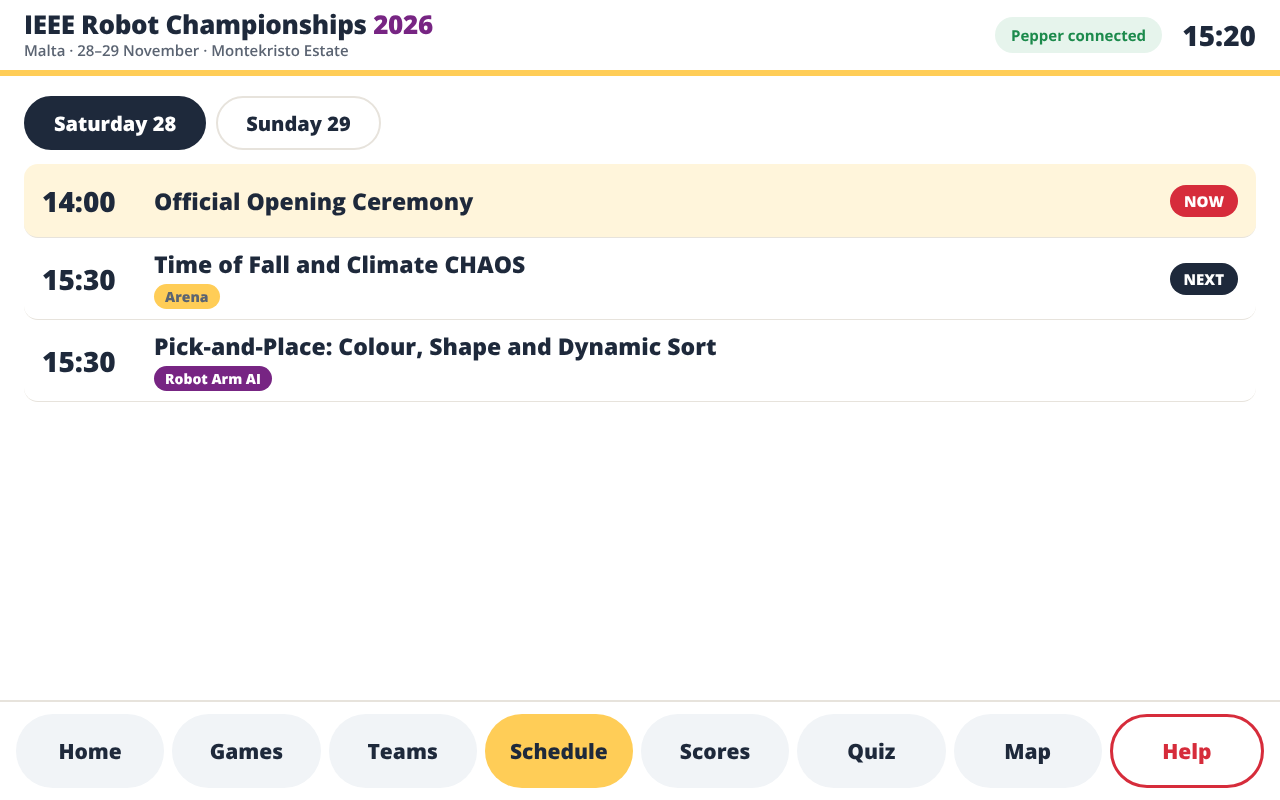 IEEE Robot Championships 2026
Malta · 28–29 November · Montekristo Estate
Pepper connected
15:20
Saturday 28
Sunday 29
14:00
Official Opening Ceremony
NOW
15:30
Time of Fall and Climate CHAOS
Arena
NEXT
15:30
Pick-and-Place: Colour, Shape and Dynamic Sort
Robot Arm AI
Home
Games
Teams
Schedule
Scores
Quiz
Map
Help